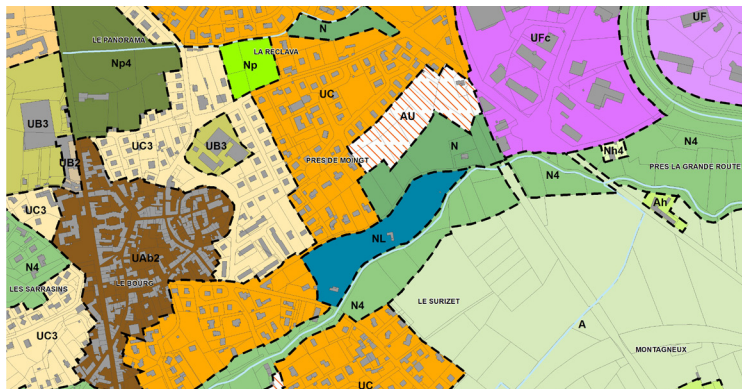 UF
N
LE PANORAMA
UFc
LA RECLAVA
Np4
Np
UC
AU
UB3
N4
UC3
UB3
N
Nh4
PRES DE MOINGT
UB2
PRES LA GRANDE ROUTE
N4
Ah
UC3
NL
UAb2
N4
LE BOURG
LES SARRASINS
LE SURIZET
N4
A
UC3
MONTAGNEUX
UC